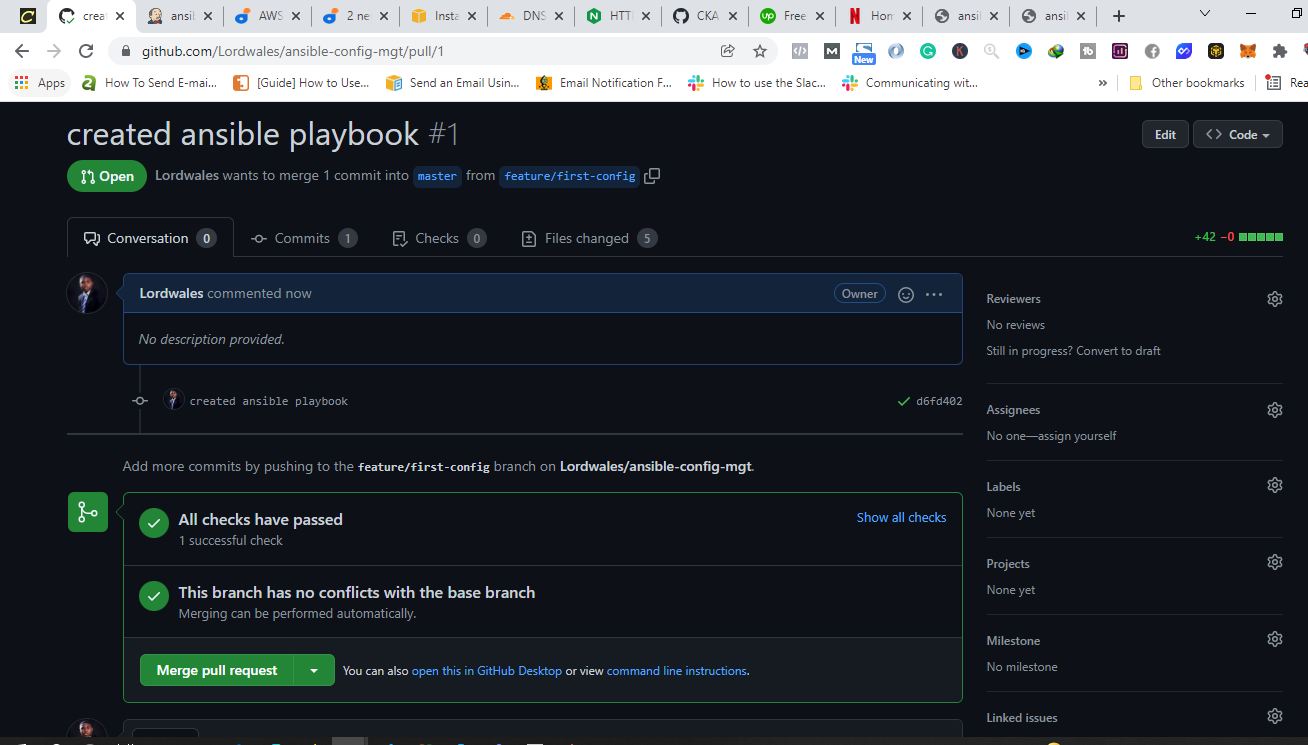 creat
ansil
AWS
2 ne
Insta
DNS
HTTI
CKA
Free
Hom
ansil
ansil
github.com/Lordwales/ansible-config-mgt/pull/1
New
Apps
How To Send E-mai...
[Guide] How to Use...
Send an Email Usin...
Email Notification F...
How to use the Slac...
Communicating wit...
»
Other bookmarks
Rea
created ansible playbook #1
Edit
Code
Open
Lordwales wants to merge 1 commit into master from feature/first-config
Conversation 0
Commits 1
Checks 0
Files changed 5
+42 −0
Lordwales commented now
Owner
No description provided.
created ansible playbook
d6fd402
Add more commits by pushing to the feature/first-config branch on Lordwales/ansible-config-mgt.
All checks have passed
1 successful check
Show all checks
This branch has no conflicts with the base branch
Merging can be performed automatically.
Merge pull request
You can also open this in GitHub Desktop or view command line instructions.
Reviewers
No reviews
Still in progress? Convert to draft
Assignees
No one—assign yourself
Labels
None yet
Projects
None yet
Milestone
No milestone
Linked issues